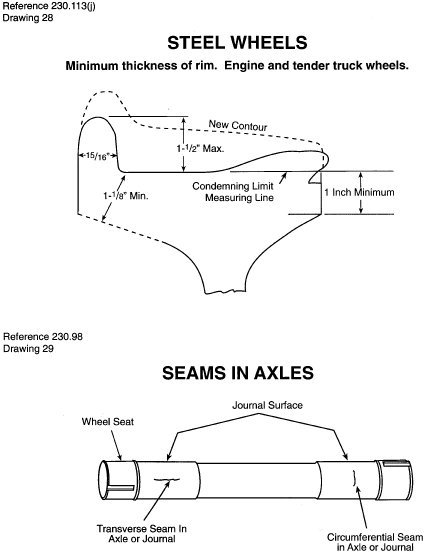 Reference 230.113(j)
Drawing 28
STEEL WHEELS
Minimum thickness of rim.  Engine and tender truck wheels.
New Contour
15/16"
1-1/2" Max.
1-1/8" Min.
Condemning Limit
Measuring Line
1 Inch Minimum
Reference 230.98
Drawing 29
SEAMS IN AXLES
Journal Surface
Wheel Seat
Transverse Seam In
Axle or Journal
Circumferential Seam
in Axle or Journal